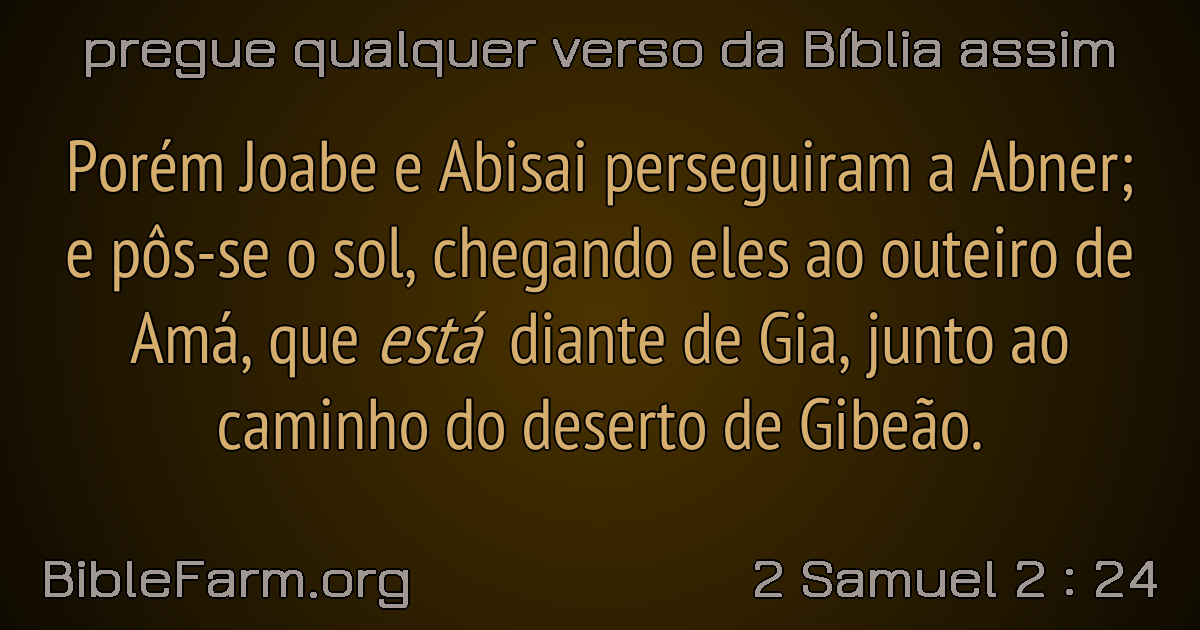 pregue qualquer verso da Bíblia assim
Porém Joabe e Abisai perseguiram a Abner;
e pôs-se o sol, chegando eles ao outeiro de
Amá, que está diante de Gia, junto ao
caminho do deserto de Gibeão.
BibleFarm.org
2 Samuel 2 : 24